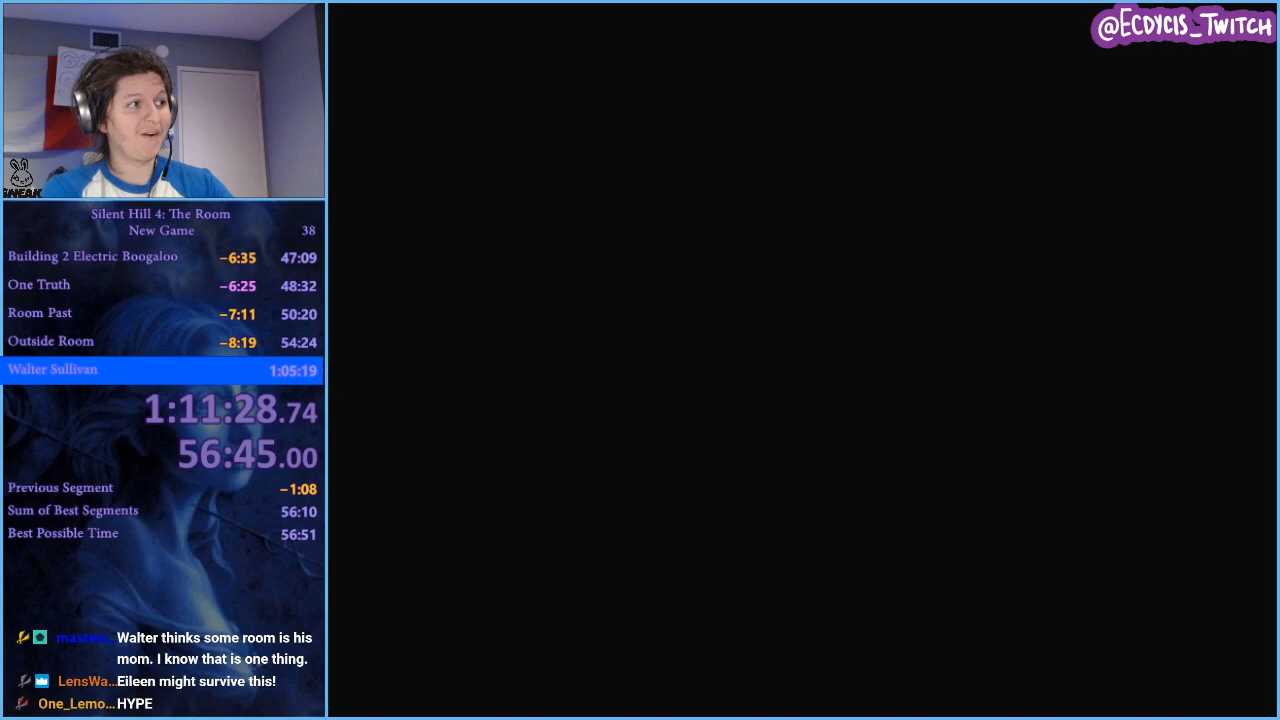 @ECDYCIS_TWITCH
SNEAK
Silent Hill 4: The Room
New Game 38
Building 2 Electric Boogaloo −6:35 47:09
One Truth −6:25 48:32
Room Past −7:11 50:20
Outside Room −8:19 54:24
Walter Sullivan 1:05:19
1:11:28.74
56:45.00
Previous Segment −1:08
Sum of Best Segments 56:10
Best Possible Time 56:51
Walter thinks some room is his
mom. I know that is one thing.
LensWa... Eileen might survive this!
One_Lemo... HYPE